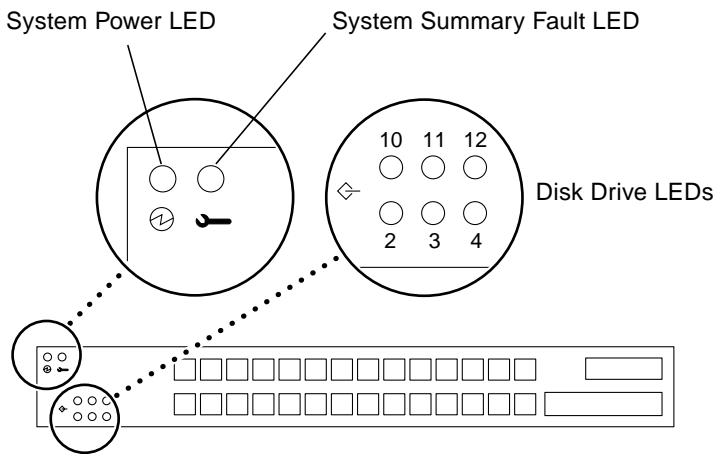 System Power LED
System Summary Fault LED
10 11 12
Disk Drive LEDs
2 3 4